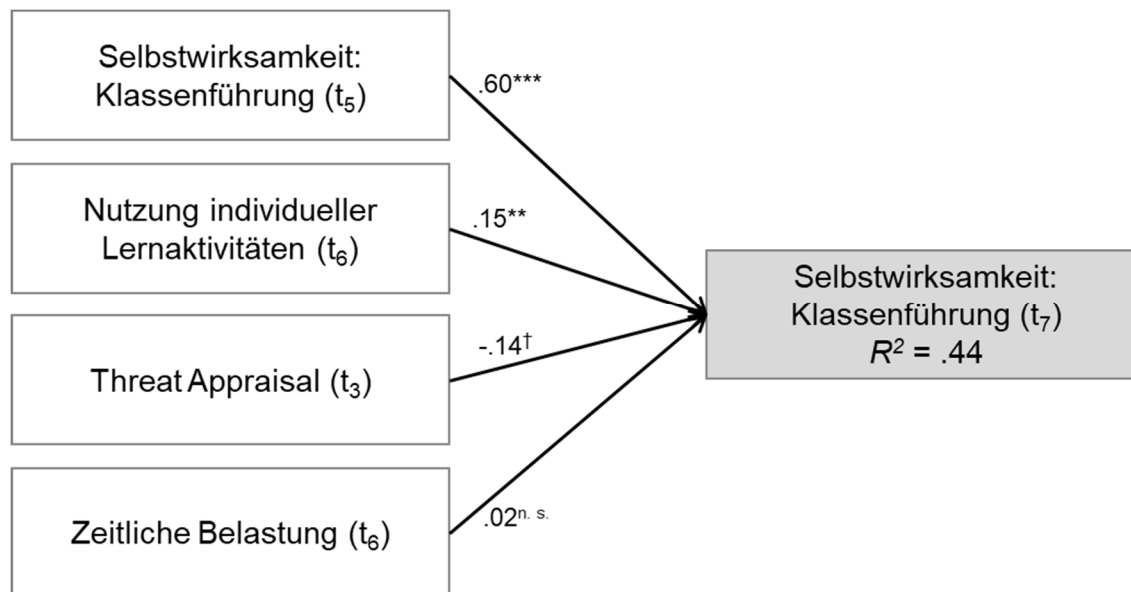 Selbstwirksamkeit:
Klassenführung (t₅)
.60***
Nutzung individueller
Lernaktivitäten (t₆)
.15**
Threat Appraisal (t₃)
-.14†
Zeitliche Belastung (t₆)
.02n. s.
Selbstwirksamkeit:
Klassenführung (t₇)
R² = .44